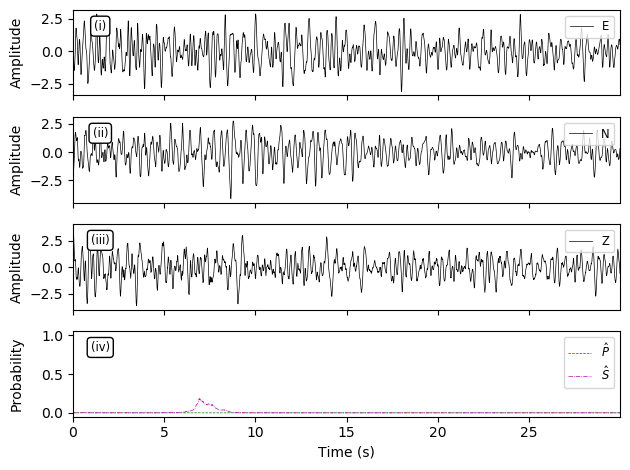 2.5
0.0
−2.5
Amplitude
(i)
E
2.5
0.0
−2.5
Amplitude
(ii)
N
2.5
0.0
−2.5
Amplitude
(iii)
Z
1.0
0.5
0.0
Probability
(iv)
P̂
Ŝ
0 5 10 15 20 25
Time (s)